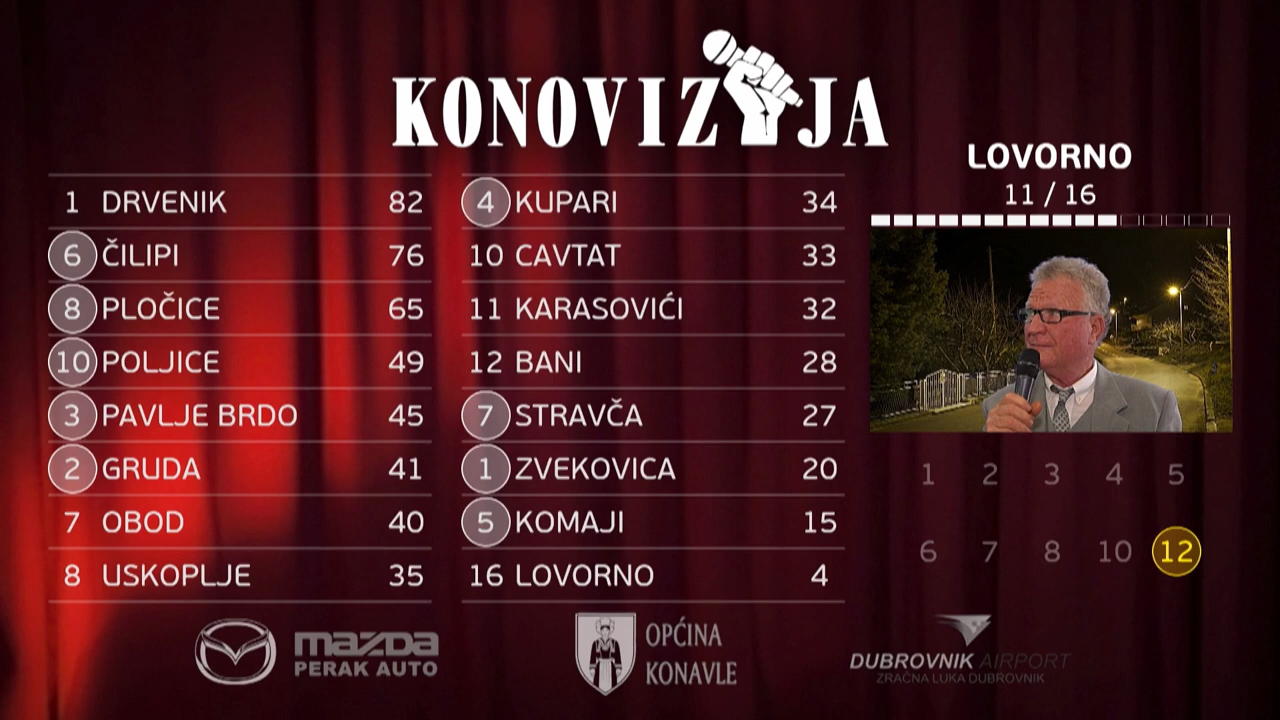 KONOVIZIJA
LOVORNO
11 / 16
1 DRVENIK 82
6 ČILIPI 76
8 PLOČICE 65
10 POLJICE 49
3 PAVLJE BRDO 45
2 GRUDA 41
7 OBOD 40
8 USKOPLJE 35
4 KUPARI 34
10 CAVTAT 33
11 KARASOVIĆI 32
12 BANI 28
7 STRAVČA 27
1 ZVEKOVICA 20
5 KOMAJI 15
16 LOVORNO 4
1 2 3 4 5
6 7 8 10 12
mazda
PERAK AUTO
OPĆINA
KONAVLE
DUBROVNIK AIRPORT
ZRAČNA LUKA DUBROVNIK